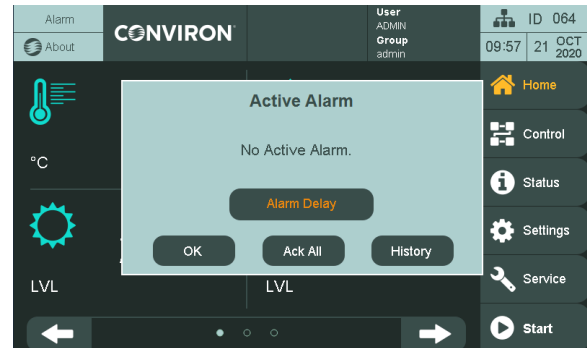 Alarm
About
CONVIRON
User
ADMIN
Group
admin
ID 064
09:57
21 OCT 2020
Home
Control
Status
Settings
Service
Start
Active Alarm
No Active Alarm.
Alarm Delay
OK
Ack All
History
°C
LVL
LVL